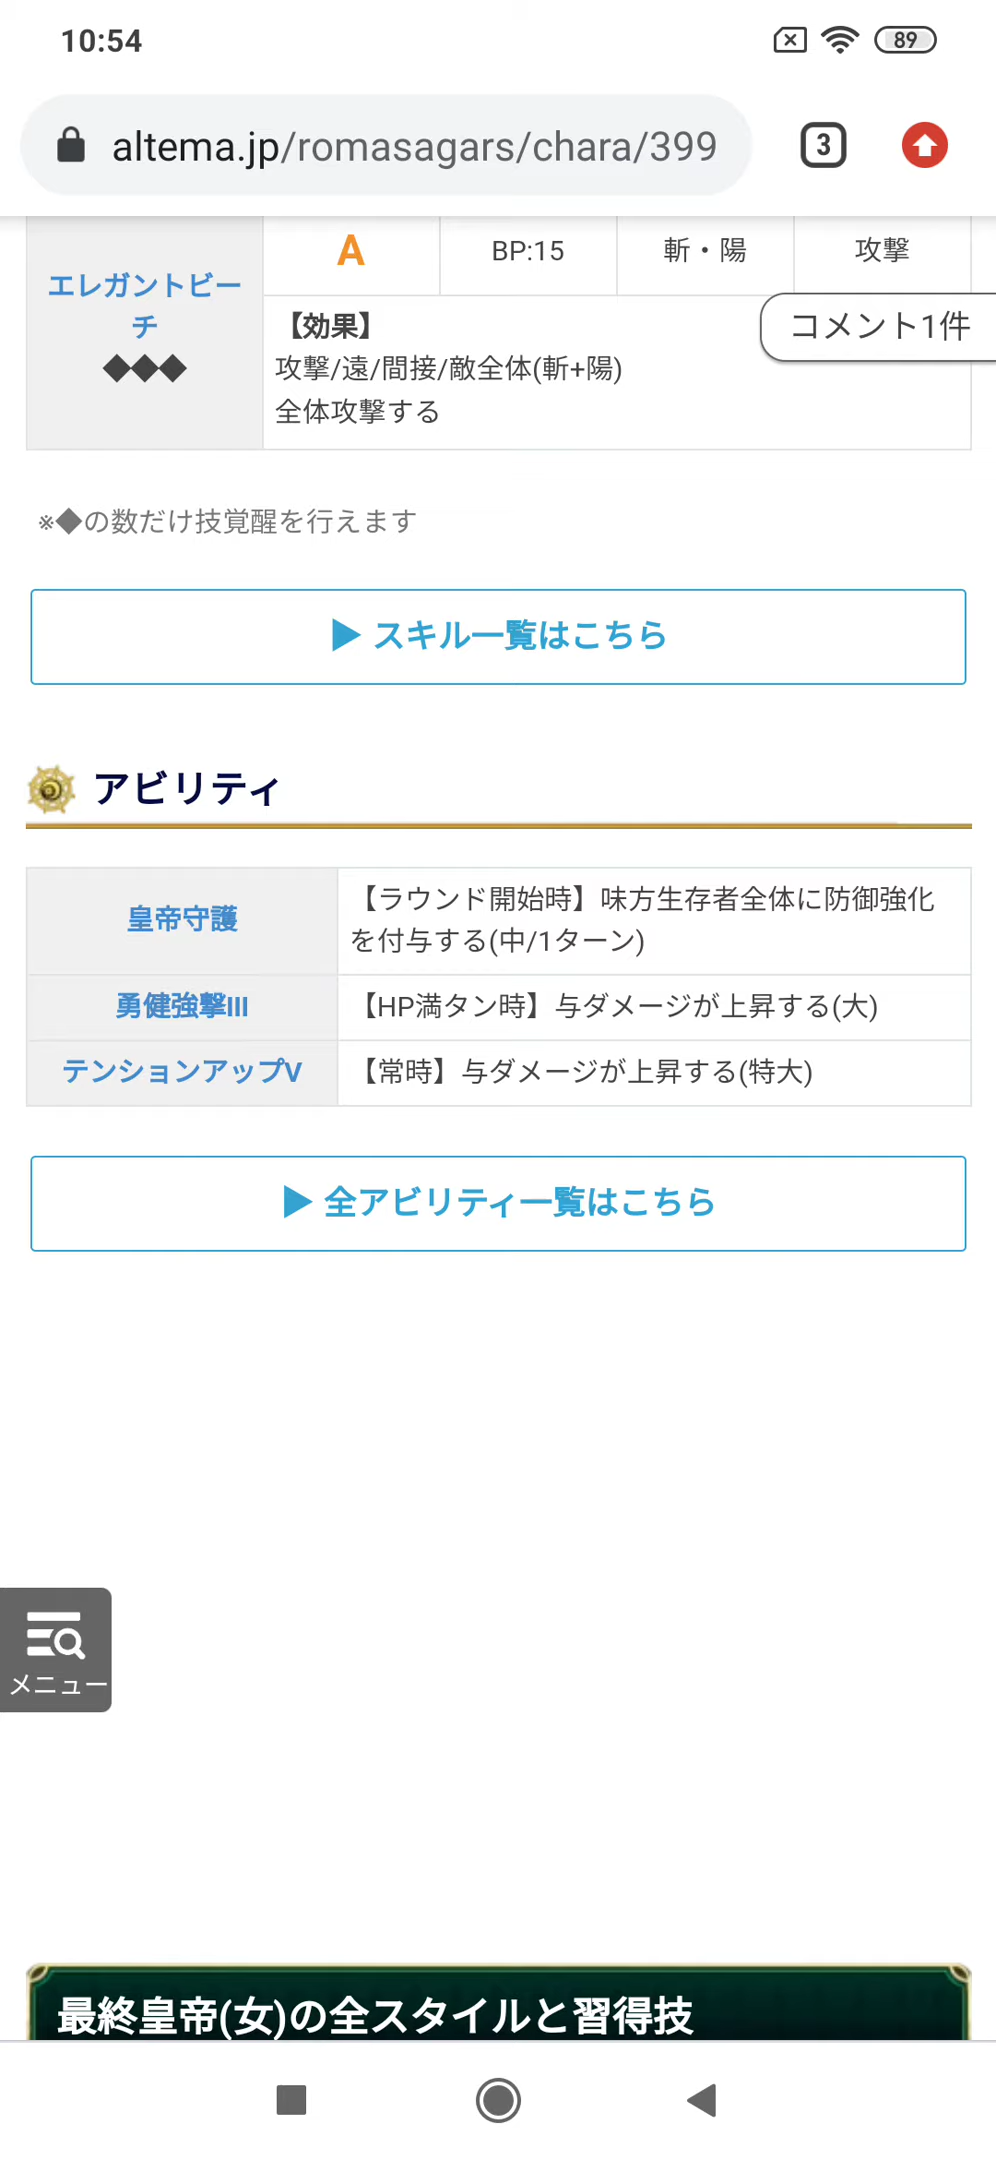 10:54
89
altema.jp/romasagars/chara/399
3
エレガントビー
チ
◆◆◆
A
BP:15
斬・陽
攻撃
コメント1件
【効果】
攻撃/遠/間接/敵全体(斬+陽)
全体攻撃する
※◆の数だけ技覚醒を行えます
▶ スキル一覧はこちら
アビリティ
皇帝守護
【ラウンド開始時】味方生存者全体に防御強化
を付与する(中/1ターン)
勇健強撃III
【HP満タン時】与ダメージが上昇する(大)
テンションアップV
【常時】与ダメージが上昇する(特大)
▶ 全アビリティ一覧はこちら
メニュー
最終皇帝(女)の全スタイルと習得技